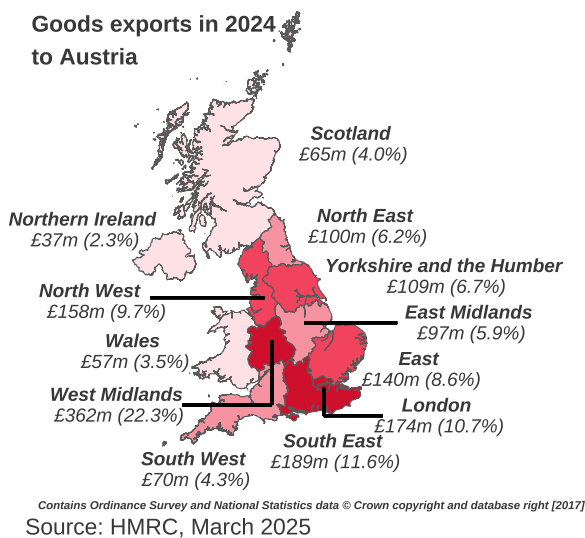 Goods exports in 2024
to Austria
Scotland
£65m (4.0%)
Northern Ireland
£37m (2.3%)
North East
£100m (6.2%)
Yorkshire and the Humber
£109m (6.7%)
North West
£158m (9.7%)
East Midlands
£97m (5.9%)
Wales
£57m (3.5%)
East
£140m (8.6%)
West Midlands
£362m (22.3%)
London
£174m (10.7%)
South East
£189m (11.6%)
South West
£70m (4.3%)
Contains Ordinance Survey and National Statistics data © Crown copyright and database right [2017]
Source: HMRC, March 2025